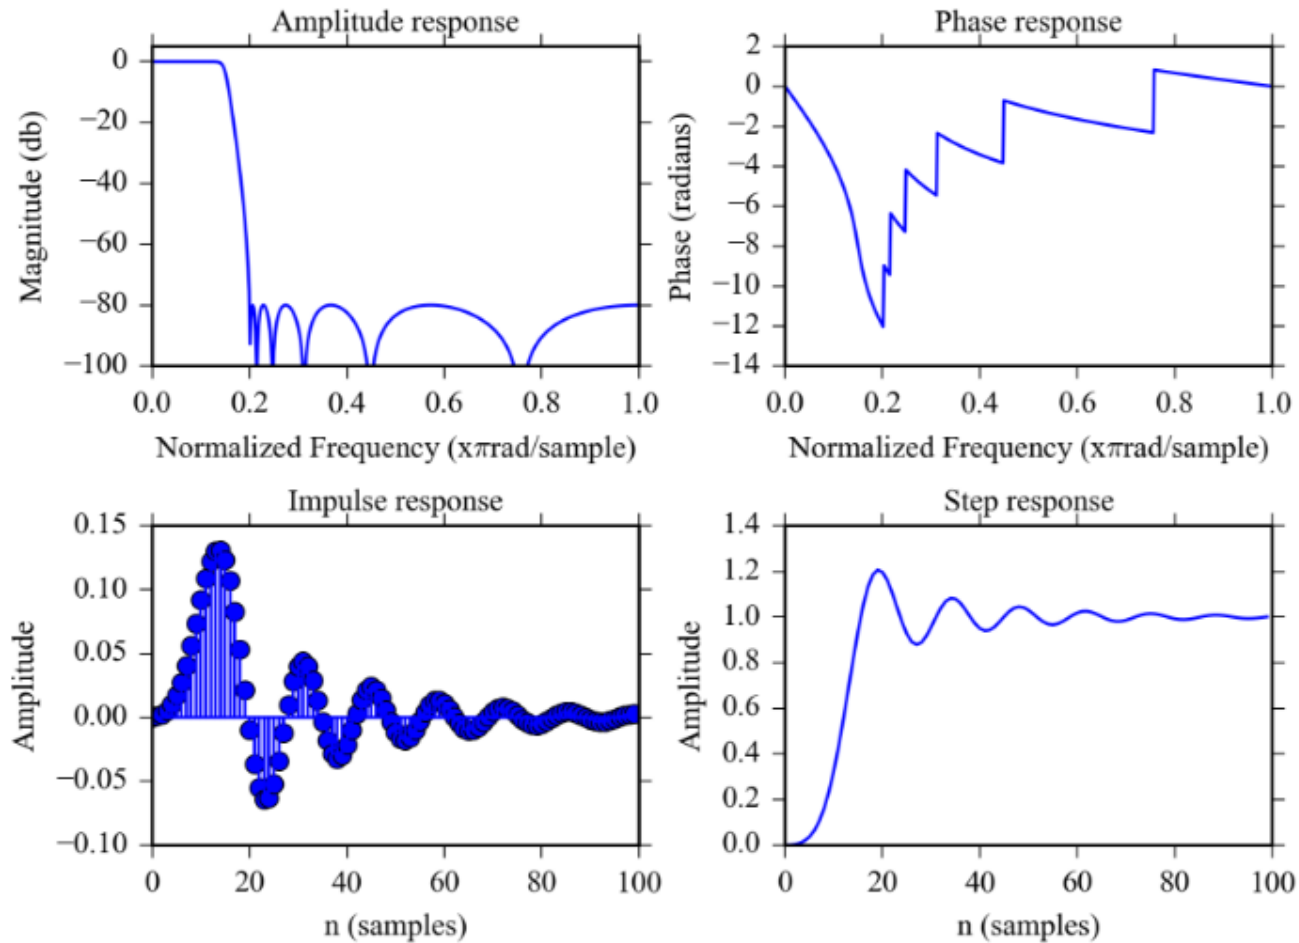 Amplitude response
0
−20
−40
−60
−80
−100
Magnitude (db)
0.0 0.2 0.4 0.6 0.8 1.0
Normalized Frequency (xπrad/sample)
Phase response
2
0
−2
−4
−6
−8
−10
−12
−14
Phase (radians)
0.0 0.2 0.4 0.6 0.8 1.0
Normalized Frequency (xπrad/sample)
Impulse response
0.15
0.10
0.05
0.00
−0.05
−0.10
Amplitude
0 20 40 60 80 100
n (samples)
Step response
1.4
1.2
1.0
0.8
0.6
0.4
0.2
0.0
Amplitude
0 20 40 60 80 100
n (samples)